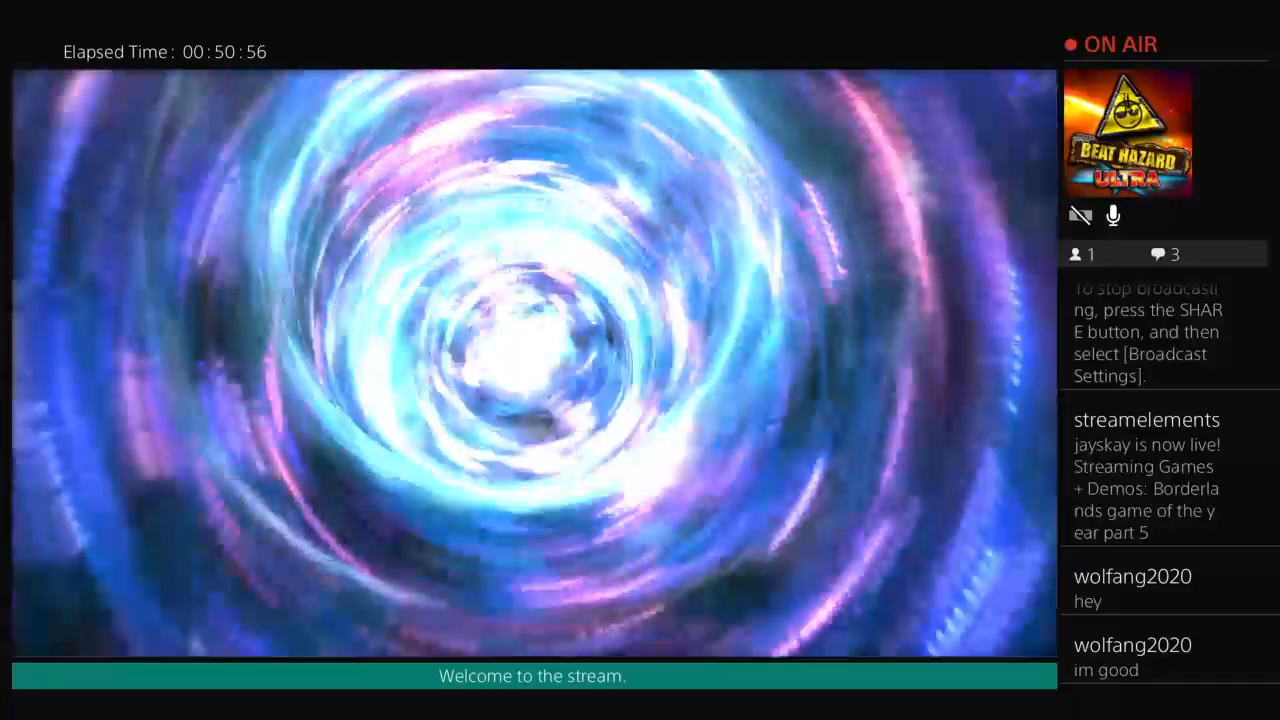 Elapsed Time: 00:50:56
ON AIR
BEAT HAZARD
ULTRA
1
3
To stop broadcasti
ng, press the SHAR
E button, and then
select [Broadcast
Settings].
streamelements
jayskay is now live!
Streaming Games
+ Demos: Borderla
nds game of the y
ear part 5
wolfang2020
hey
wolfang2020
im good
Welcome to the stream.